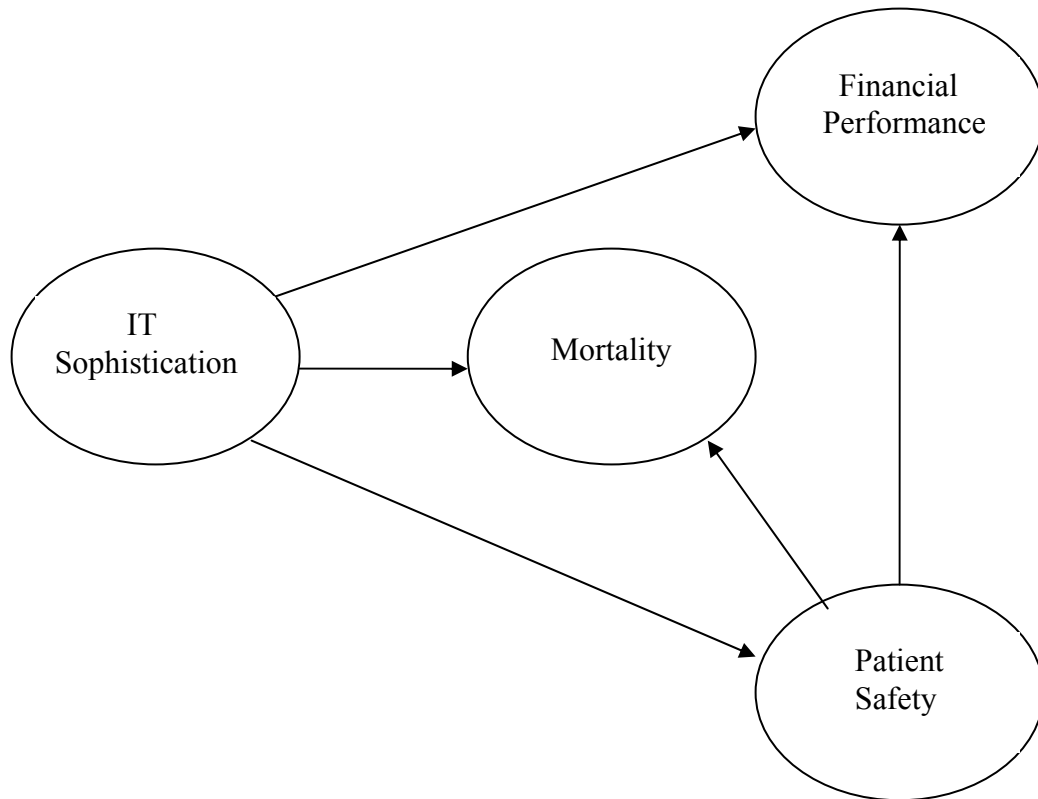 Financial
Performance
IT
Sophistication
Mortality
Patient
Safety